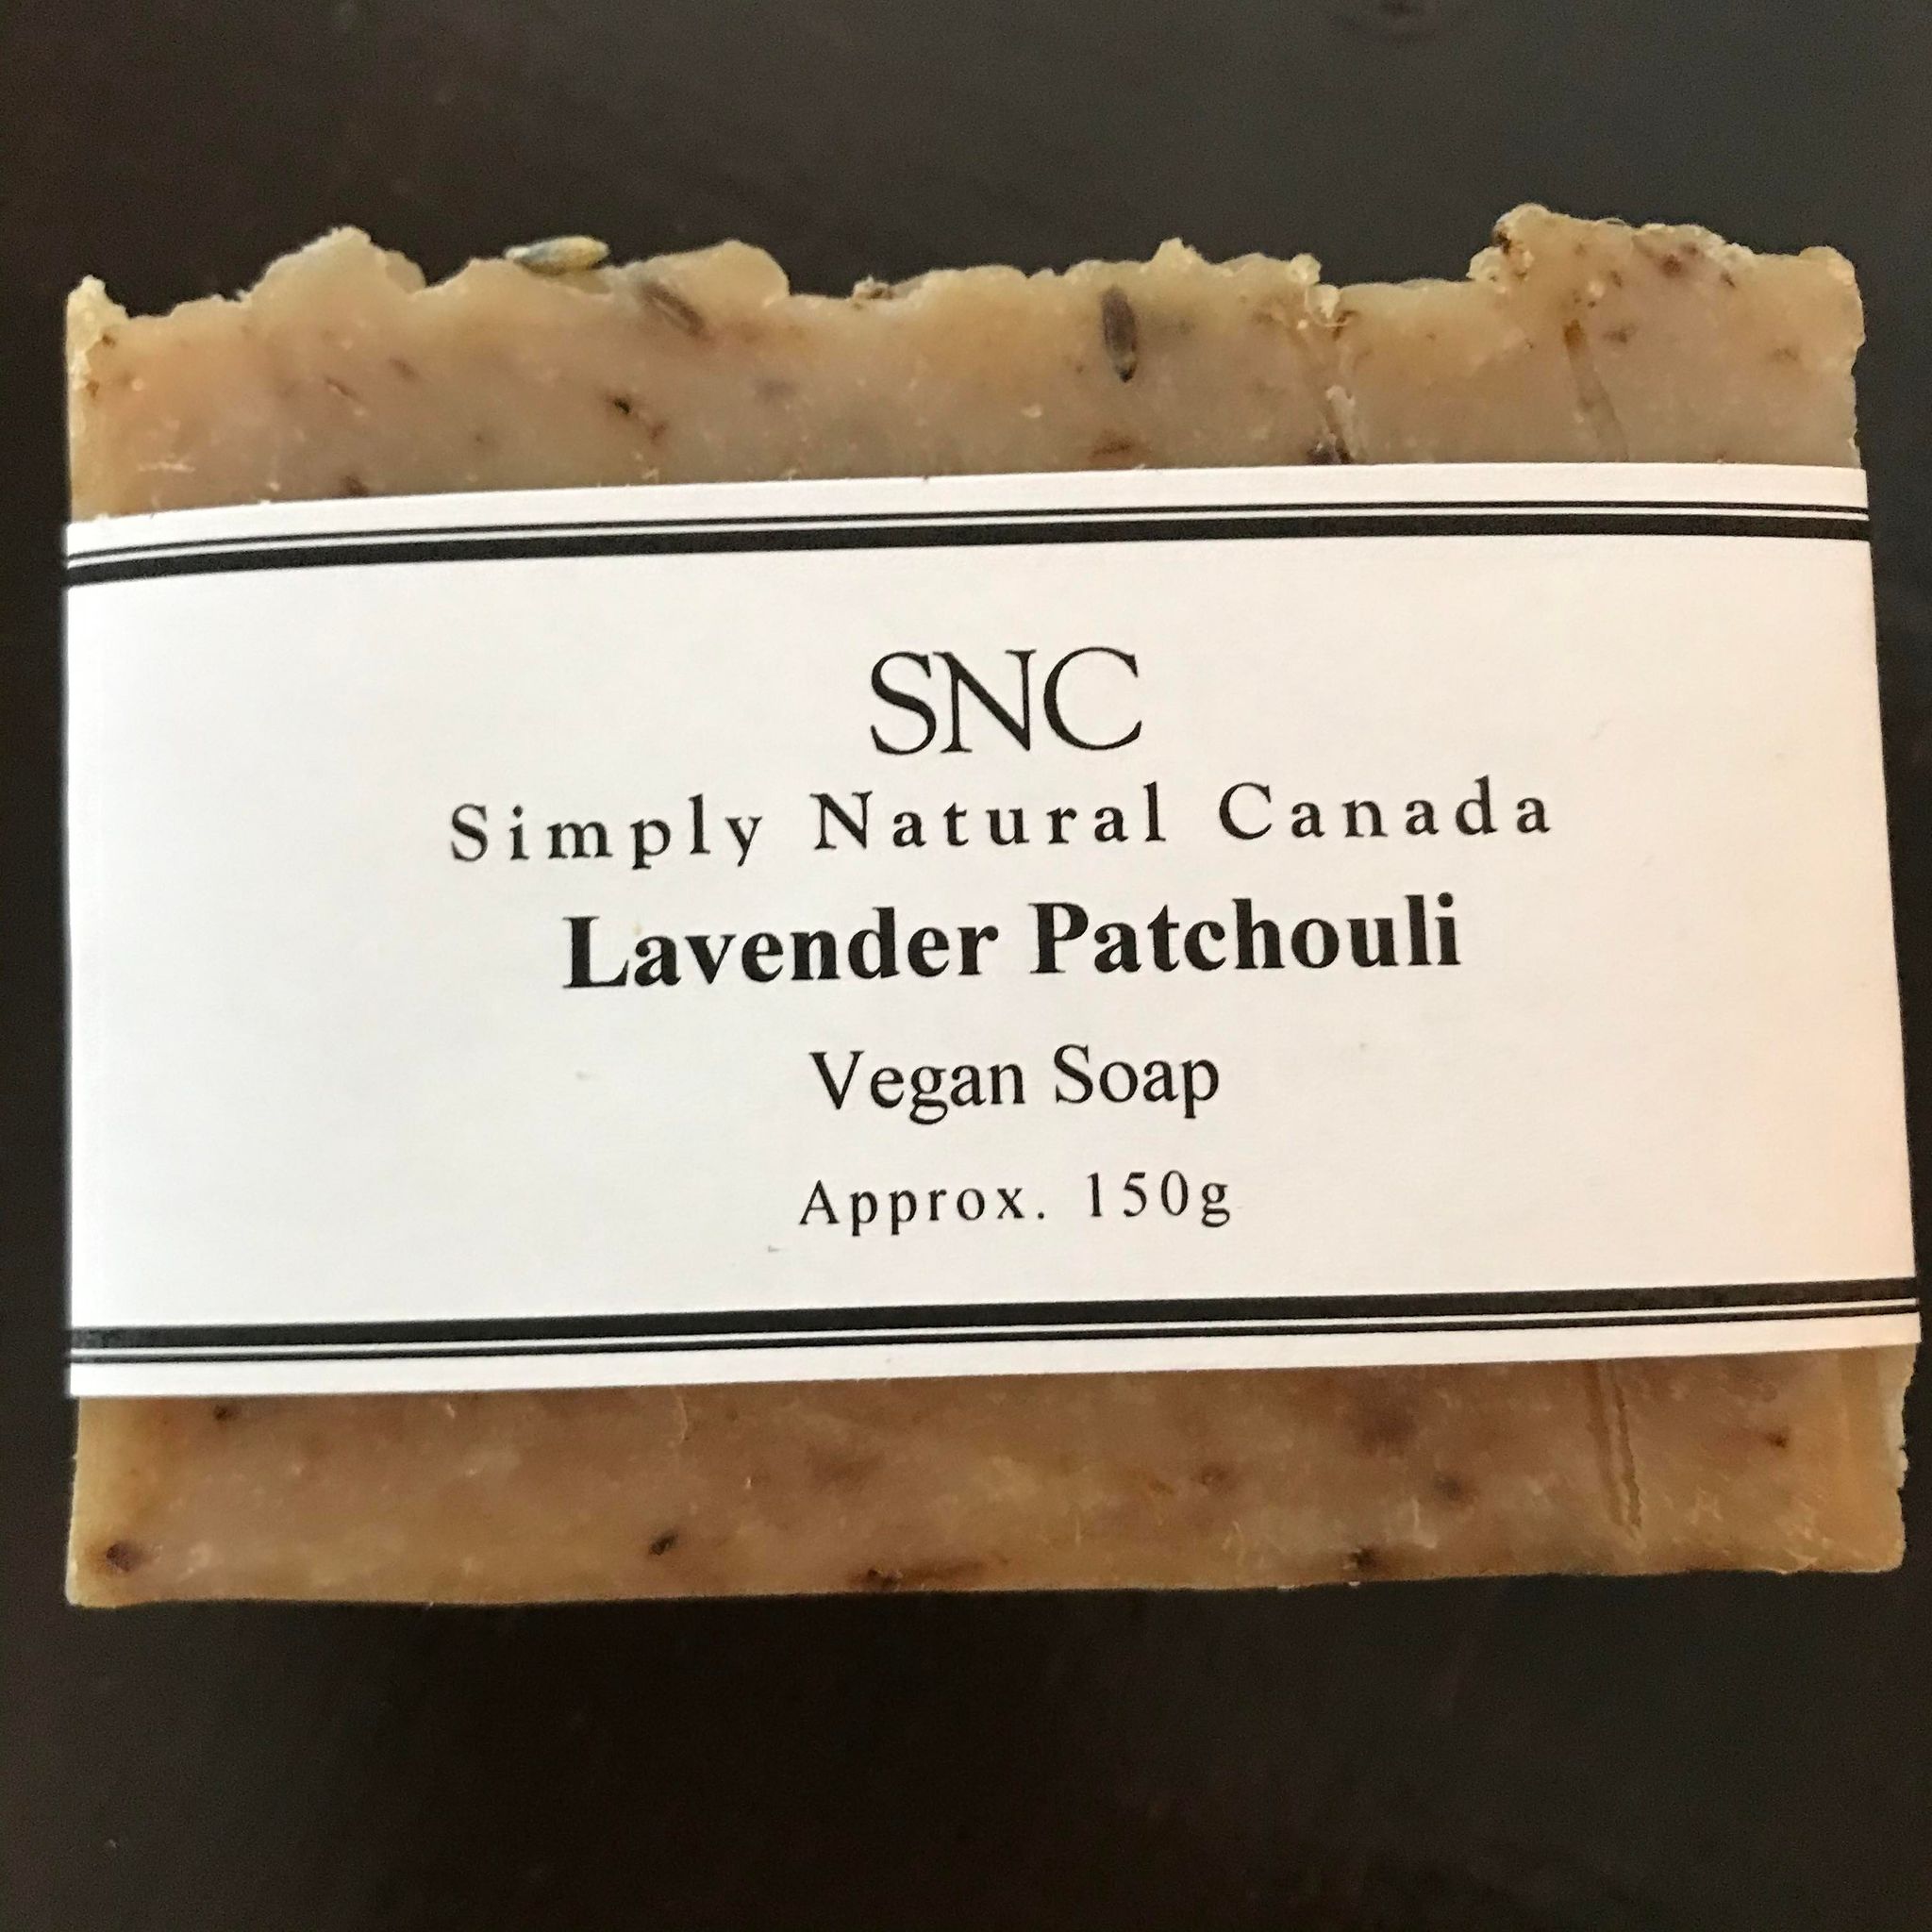 SNC
Simply Natural Canada
Lavender Patchouli
Vegan Soap
Approx. 150g